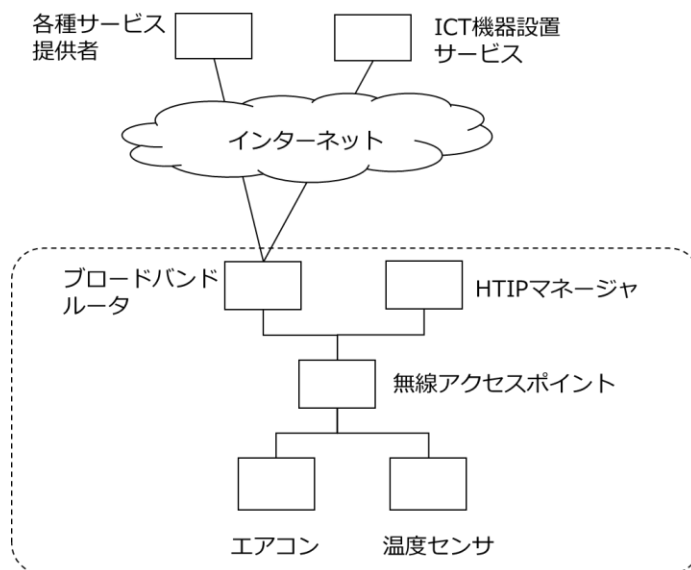 各種サービス
提供者
ICT機器設置
サービス
インターネット
ブロードバンド
ルータ
HTIPマネージャ
無線アクセスポイント
エアコン
温度センサ